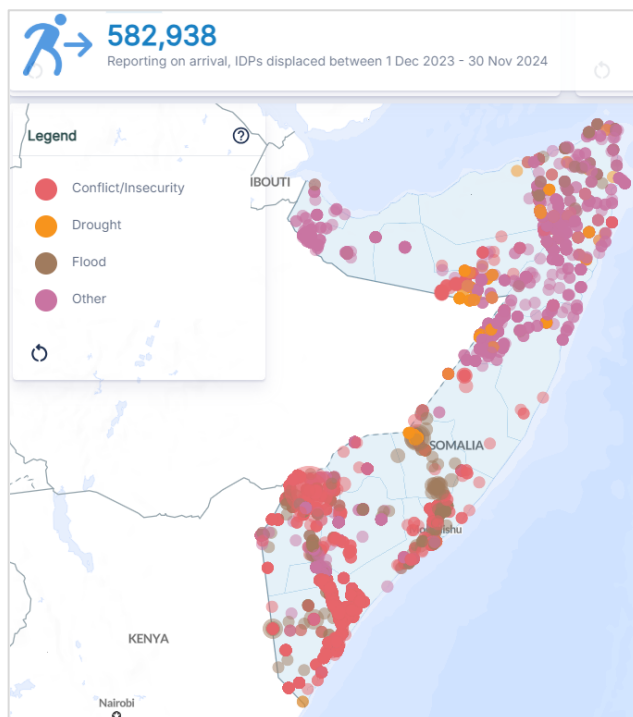 582,938
Reporting on arrival, IDPs displaced between 1 Dec 2023 - 30 Nov 2024
Legend
Conflict/Insecurity
Drought
Flood
Other
IBOUTI
SOMALIA
KENYA
Nairobi